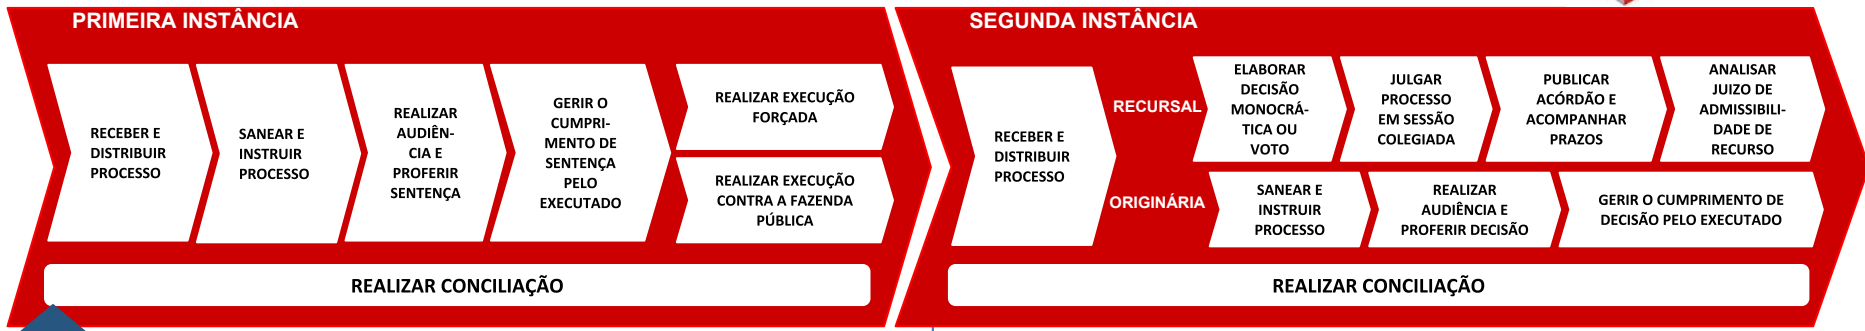 PRIMEIRA INSTÂNCIA
RECEBER E
DISTRIBUIR
PROCESSO
SANEAR E
INSTRUIR
PROCESSO
REALIZAR
AUDIÊN-
CIA E
PROFERIR
SENTENÇA
GERIR O
CUMPRI-
MENTO DE
SENTENÇA
PELO
EXECUTADO
REALIZAR EXECUÇÃO
FORÇADA
REALIZAR EXECUÇÃO
CONTRA A FAZENDA
PÚBLICA
REALIZAR CONCILIAÇÃO
SEGUNDA INSTÂNCIA
RECEBER E
DISTRIBUIR
PROCESSO
RECURSAL
ELABORAR
DECISÃO
MONOCRÁ-
TICA OU
VOTO
JULGAR
PROCESSO
EM SESSÃO
COLEGIADA
PUBLICAR
ACÓRDÃO E
ACOMPANHAR
PRAZOS
ANALISAR
JUIZO DE
ADMISSIBILI-
DADE DE
RECURSO
ORIGINÁRIA
SANEAR E
INSTRUIR
PROCESSO
REALIZAR
AUDIÊNCIA E
PROFERIR DECISÃO
GERIR O CUMPRIMENTO DE
DECISÃO PELO EXECUTADO
REALIZAR CONCILIAÇÃO